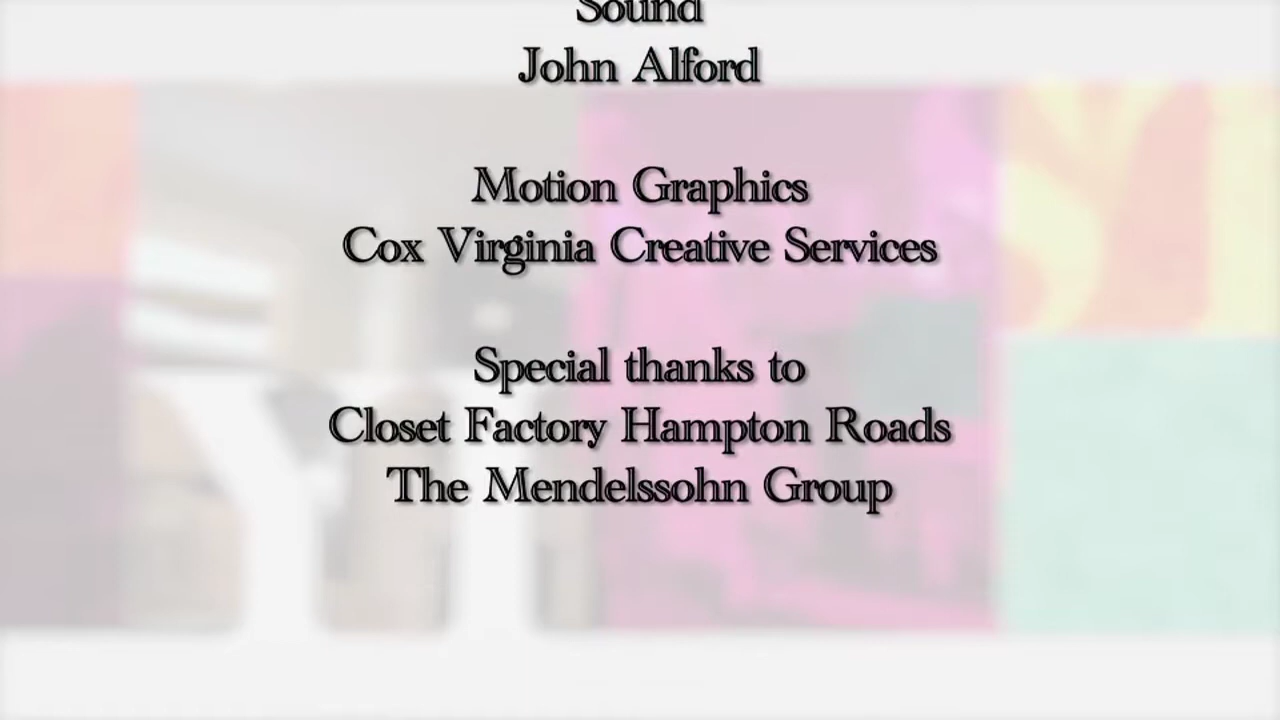 Sound
John Alford
Motion Graphics
Cox Virginia Creative Services
Special thanks to
Closet Factory Hampton Roads
The Mendelssohn Group